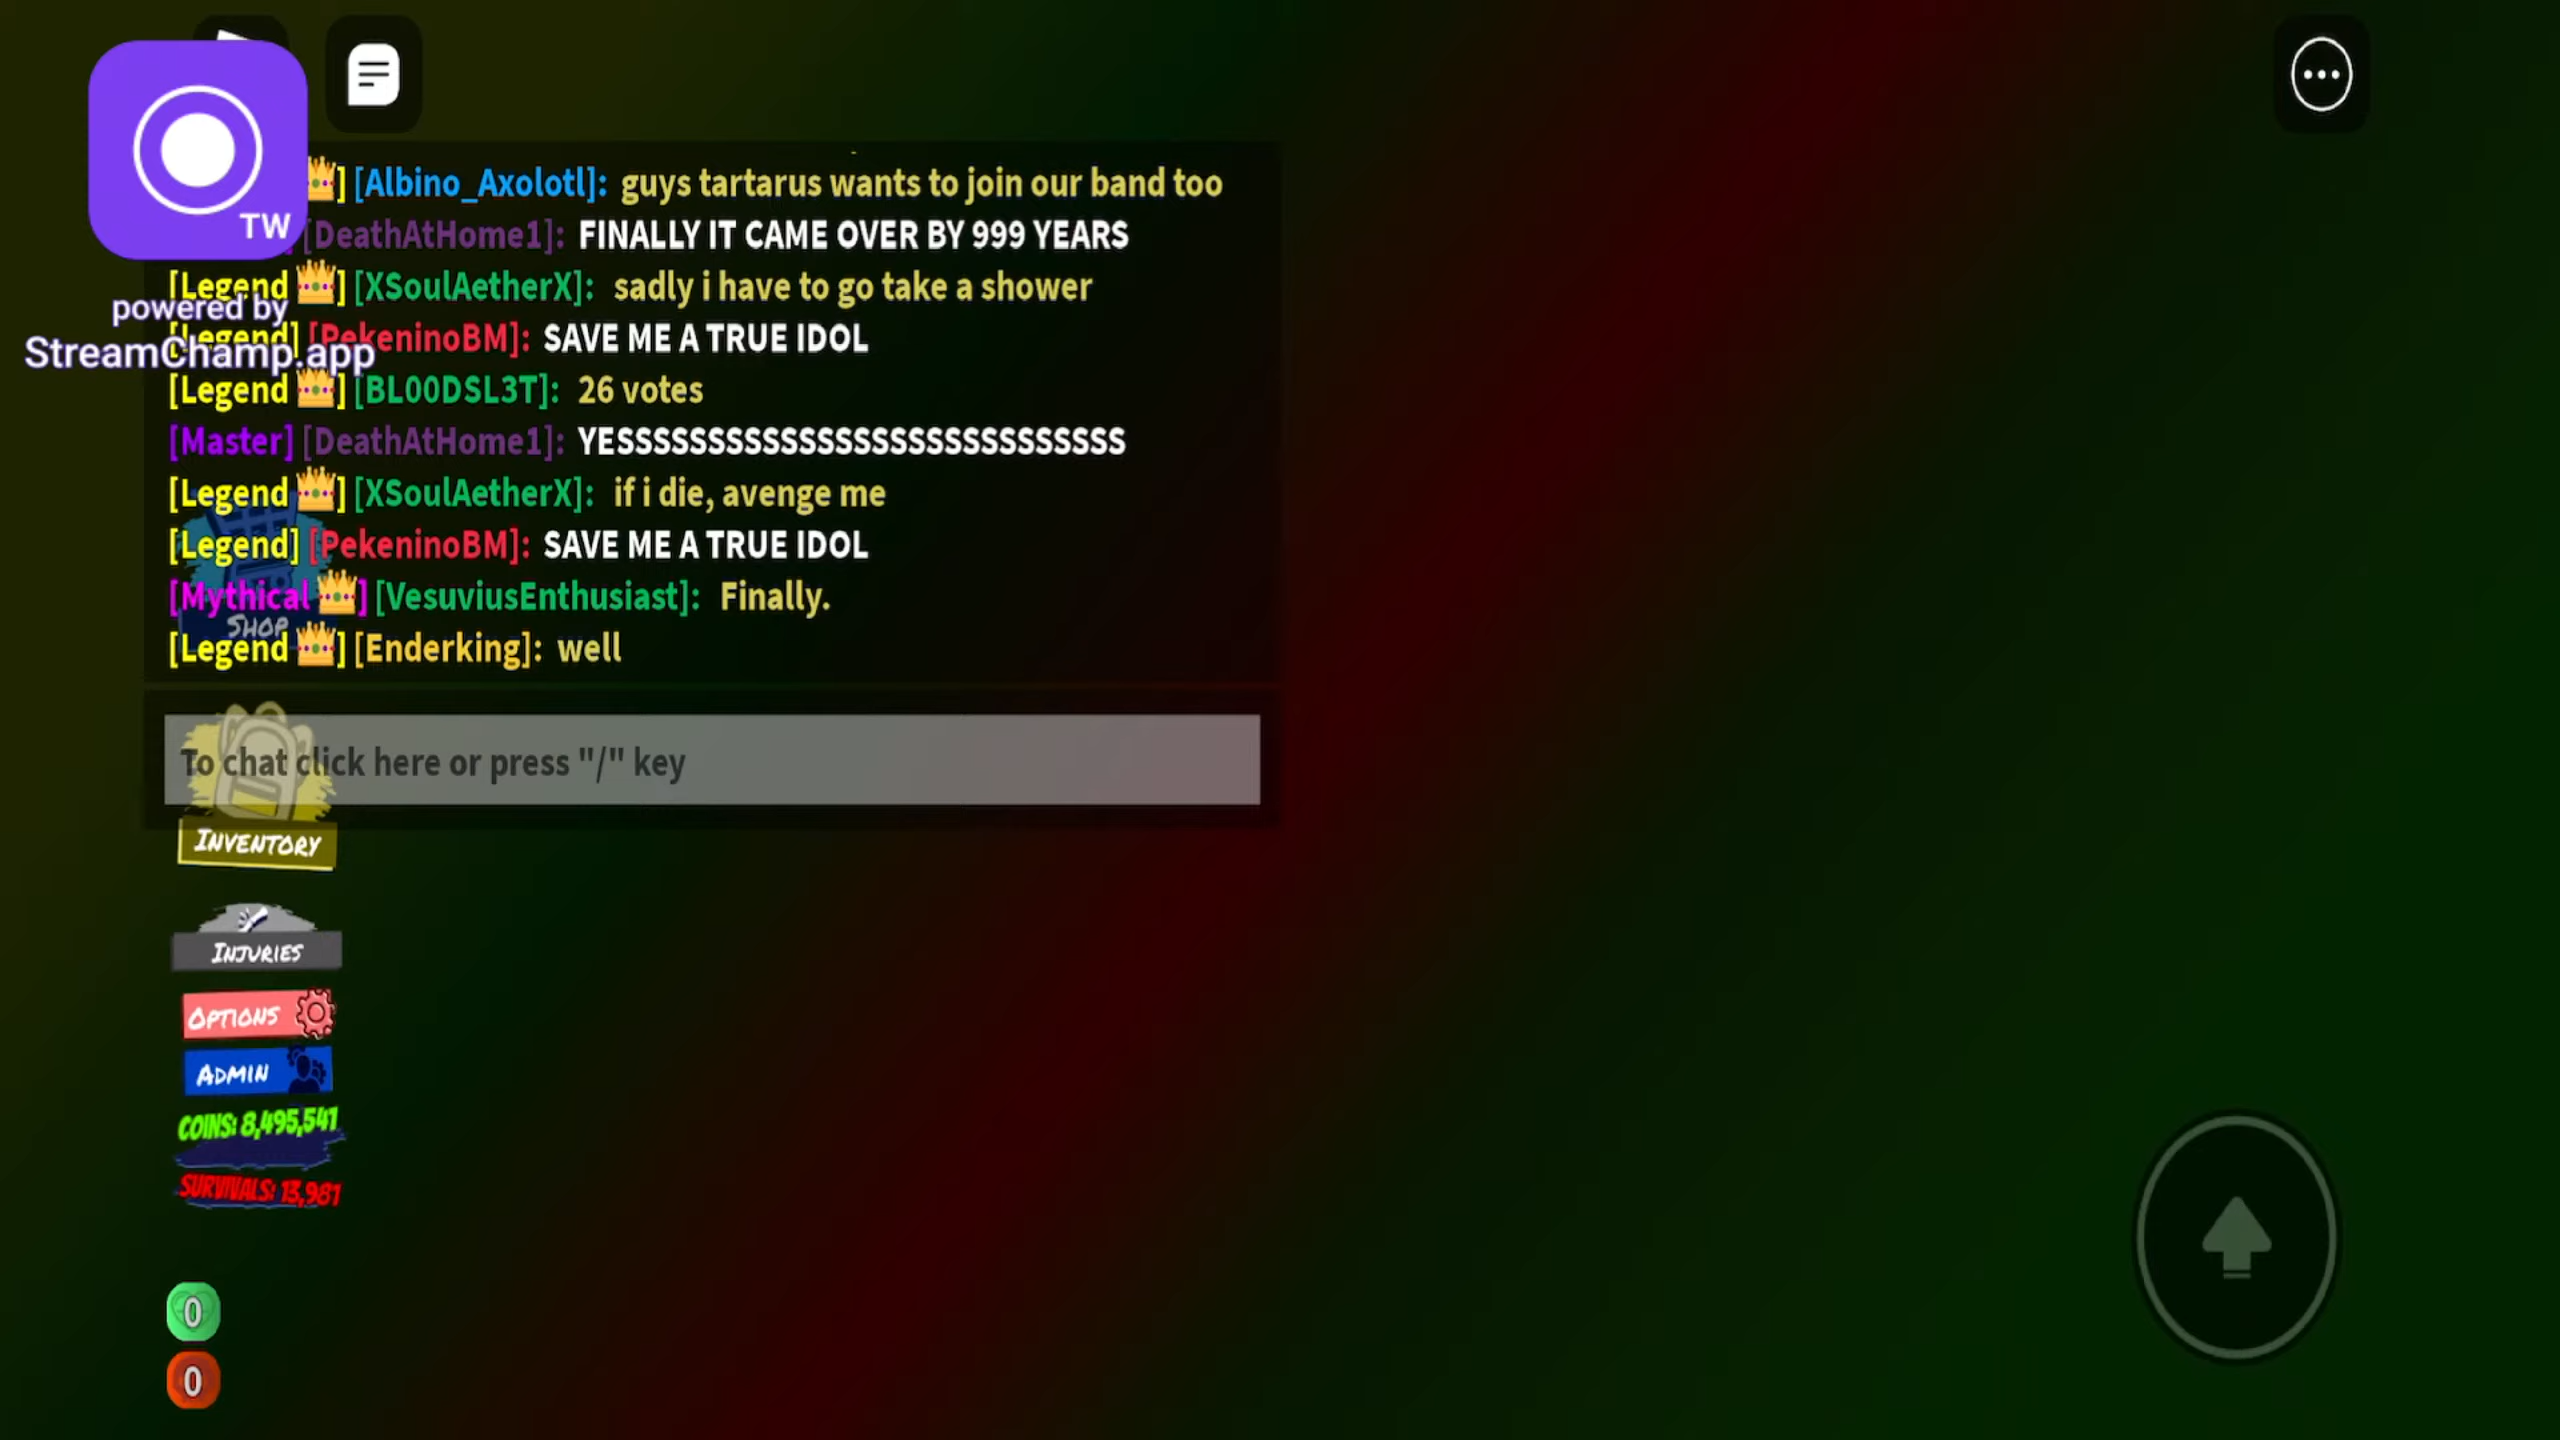 TW
powered by
StreamChamp.app
] [Albino_Axolotl]: guys tartarus wants to join our band too
[DeathAtHome1]: FINALLY IT CAME OVER BY 999 YEARS
[Legend 👑] [XSoulAetherX]: sadly i have to go take a shower
[Legend] [PekeninoBM]: SAVE ME A TRUE IDOL
[Legend 👑] [BL00DSL3T]: 26 votes
[Master] [DeathAtHome1]: YESSSSSSSSSSSSSSSSSSSSSSSSSSSS
[Legend 👑] [XSoulAetherX]: if i die, avenge me
[Legend] [PekeninoBM]: SAVE ME A TRUE IDOL
[Mythical 👑] [VesuviusEnthusiast]: Finally.
SHOP
[Legend 👑] [Enderking]: well
To chat click here or press "/" key
INVENTORY
INJURIES
OPTIONS
ADMIN
COINS: 8,495,541
SURVIVALS: 13,981
0
0